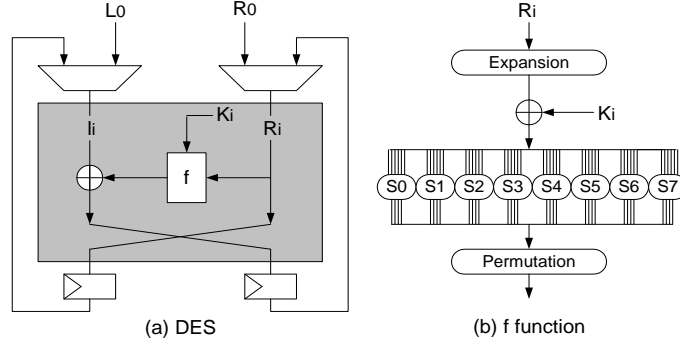 L0
R0
Ki
li
Ri
f
(a) DES
Ri
Expansion
Ki
S0 S1 S2 S3 S4 S5 S6 S7
Permutation
(b) f function